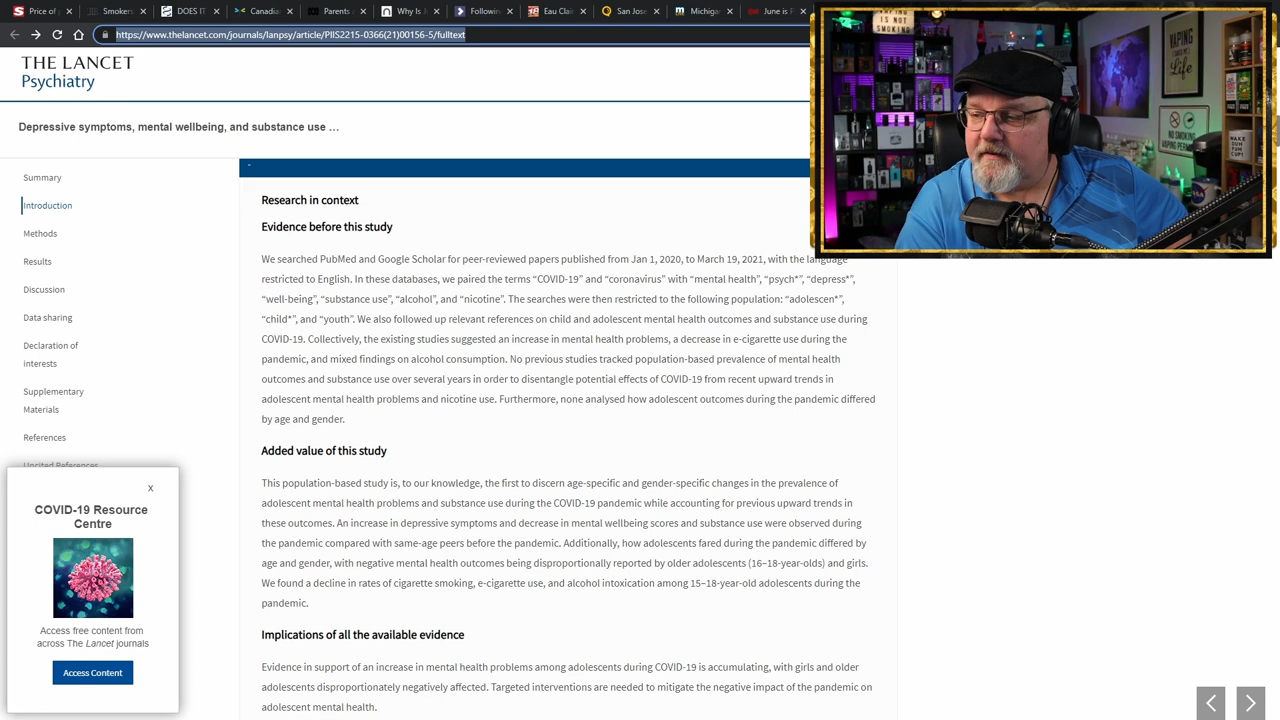 Price of
Smokers
DOES IT
Canadia
Parents
Why Is
Followin
Eau Clai
San Jos
Michiga
June is P
https://www.thelancet.com/journals/lanpsy/article/PIIS2215-0366(21)00156-5/fulltext
THE LANCET
Psychiatry
Depressive symptoms, mental wellbeing, and substance use …
Summary
Introduction
Methods
Results
Discussion
Data sharing
Declaration of
interests
Supplementary
Materials
References
Uncited References
X
COVID-19 Resource
Centre
Access free content from
across The Lancet journals
Access Content
Research in context
Evidence before this study
We searched PubMed and Google Scholar for peer-reviewed papers published from Jan 1, 2020, to March 19, 2021, with the language
restricted to English. In these databases, we paired the terms “COVID-19” and “coronavirus” with “mental health”, “psych*”, “depress*”,
“well-being”, “substance use”, “alcohol”, and “nicotine”. The searches were then restricted to the following population: “adolescen*”,
“child*”, and “youth”. We also followed up relevant references on child and adolescent mental health outcomes and substance use during
COVID-19. Collectively, the existing studies suggested an increase in mental health problems, a decrease in e-cigarette use during the
pandemic, and mixed findings on alcohol consumption. No previous studies tracked population-based prevalence of mental health
outcomes and substance use over several years in order to disentangle potential effects of COVID-19 from recent upward trends in
adolescent mental health problems and nicotine use. Furthermore, none analysed how adolescent outcomes during the pandemic differed
by age and gender.
Added value of this study
This population-based study is, to our knowledge, the first to discern age-specific and gender-specific changes in the prevalence of
adolescent mental health problems and substance use during the COVID-19 pandemic while accounting for previous upward trends in
these outcomes. An increase in depressive symptoms and decrease in mental wellbeing scores and substance use were observed during
the pandemic compared with same-age peers before the pandemic. Additionally, how adolescents fared during the pandemic differed by
age and gender, with negative mental health outcomes being disproportionally reported by older adolescents (16–18-year-olds) and girls.
We found a decline in rates of cigarette smoking, e-cigarette use, and alcohol intoxication among 15–18-year-old adolescents during the
pandemic.
Implications of all the available evidence
Evidence in support of an increase in mental health problems among adolescents during COVID-19 is accumulating, with girls and older
adolescents disproportionately negatively affected. Targeted interventions are needed to mitigate the negative impact of the pandemic on
adolescent mental health.
VAPING
IS NOT
SMOKING
VAPING
Life
NO SMOKING
VAPING PERMITTED
WAKE
CUP!